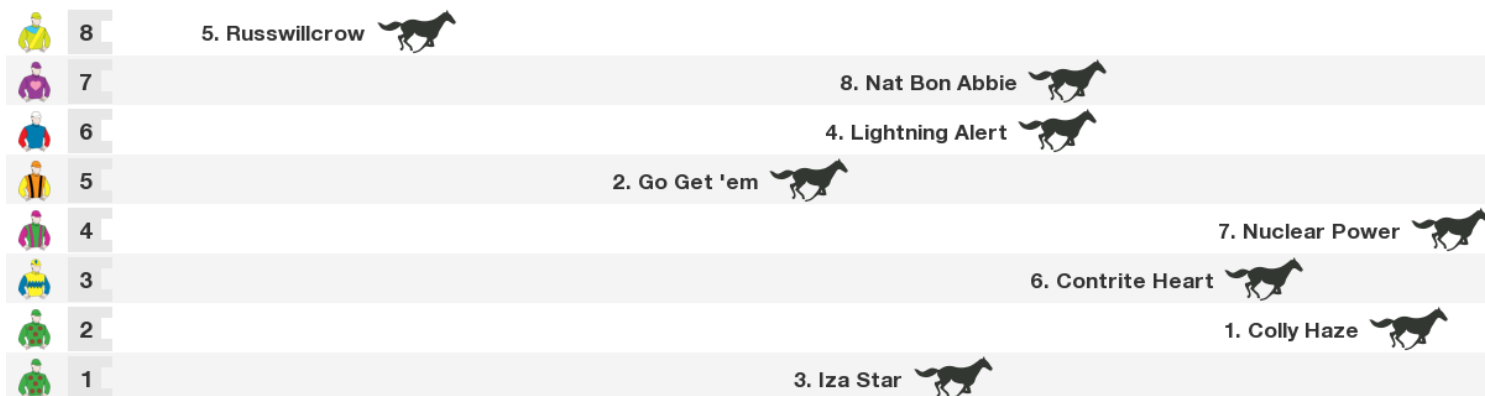 8 5. Russwillcrow
7 8. Nat Bon Abbie
6 4. Lightning Alert
5 2. Go Get 'em
4 7. Nuclear Power
3 6. Contrite Heart
2 1. Colly Haze
1 3. Iza Star